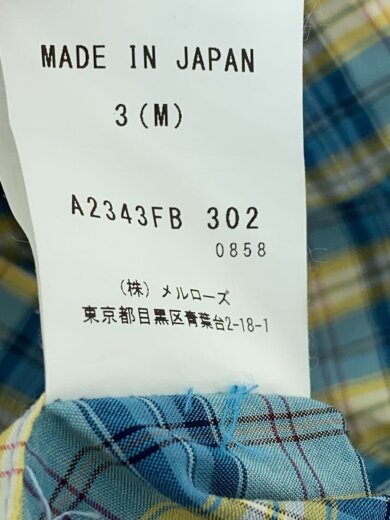 MADE IN JAPAN
3(M)
A2343FB 302
0858
(株) メルローズ
東京都目黒区青葉台2-18-1